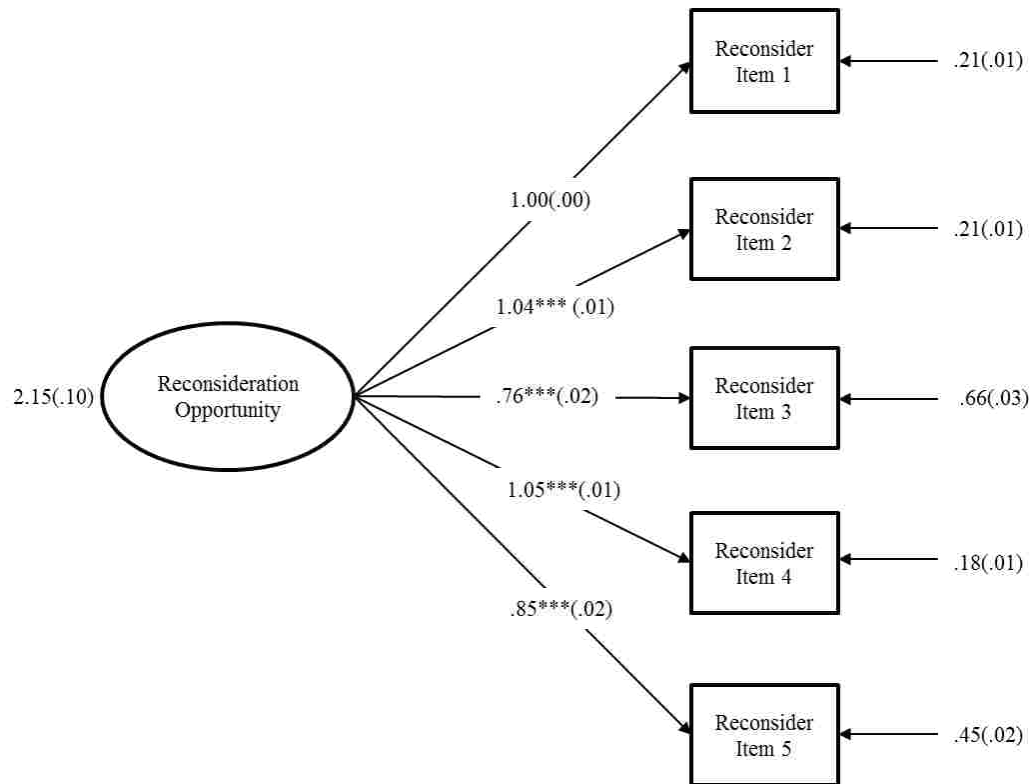 Reconsider
Item 1
.21(.01)
1.00(.00)
Reconsider
Item 2
.21(.01)
1.04*** (.01)
2.15(.10)
Reconsideration
Opportunity
.76***(.02)
Reconsider
Item 3
.66(.03)
1.05***(.01)
Reconsider
Item 4
.18(.01)
.85***(.02)
Reconsider
Item 5
.45(.02)